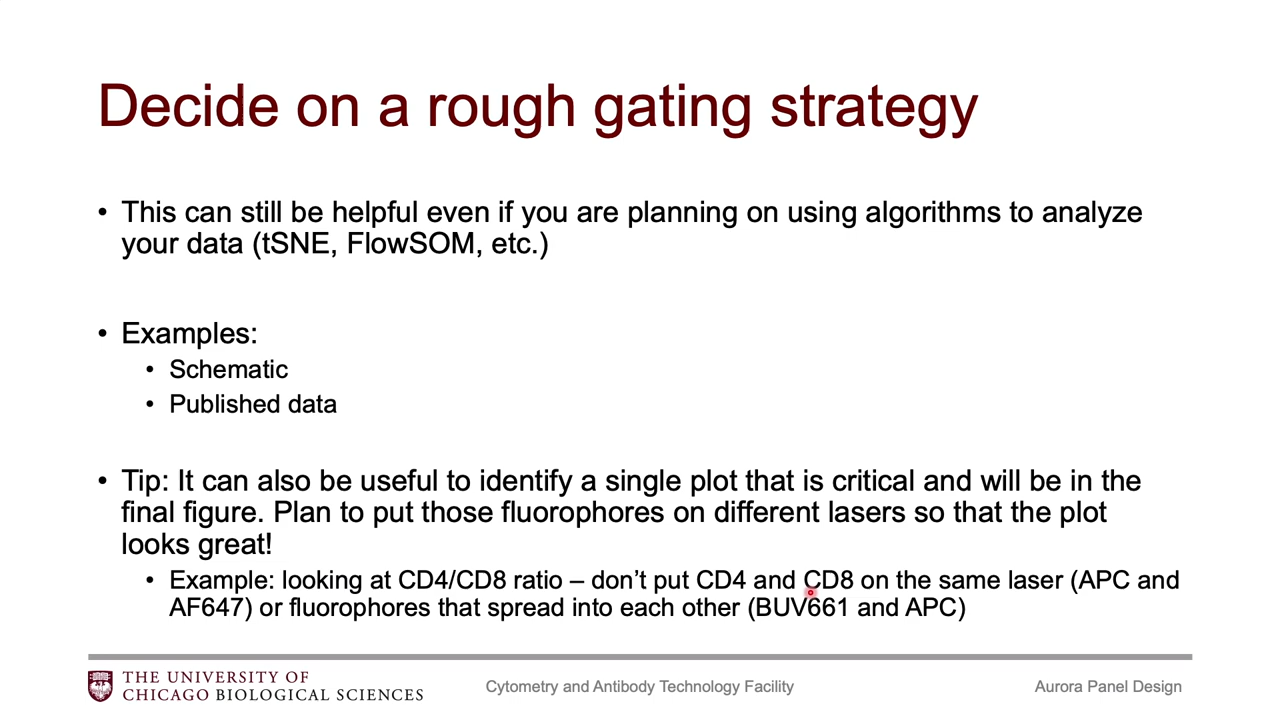 Decide on a rough gating strategy
• This can still be helpful even if you are planning on using algorithms to analyze
your data (tSNE, FlowSOM, etc.)
• Examples:
• Schematic
• Published data
• Tip: It can also be useful to identify a single plot that is critical and will be in the
final figure. Plan to put those fluorophores on different lasers so that the plot
looks great!
• Example: looking at CD4/CD8 ratio – don’t put CD4 and CD8 on the same laser (APC and
AF647) or fluorophores that spread into each other (BUV661 and APC)
THE UNIVERSITY OF
CHICAGO BIOLOGICAL SCIENCES
Cytometry and Antibody Technology Facility
Aurora Panel Design